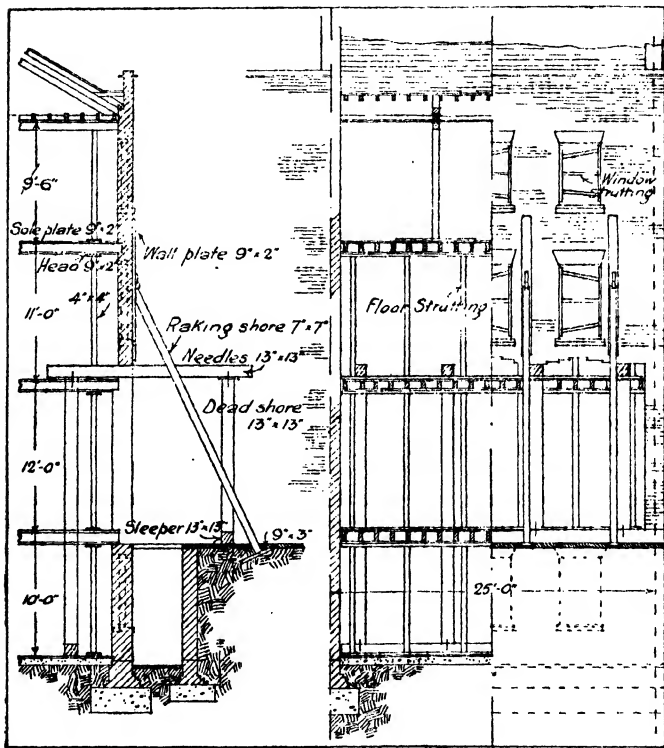 9'-6"
Sole plate 9" × 2"
Head 9" × 2"
4" × 4"
11'-0"
12'-0"
10'-0"
Wall plate 9" × 2"
Raking shore 7" × 7"
Needles 13" × 13"
Dead shore
13" × 13"
Sleeper 13" × 13"
9" × 3"
Floor Strutting
Window
Strutting
25'-0"